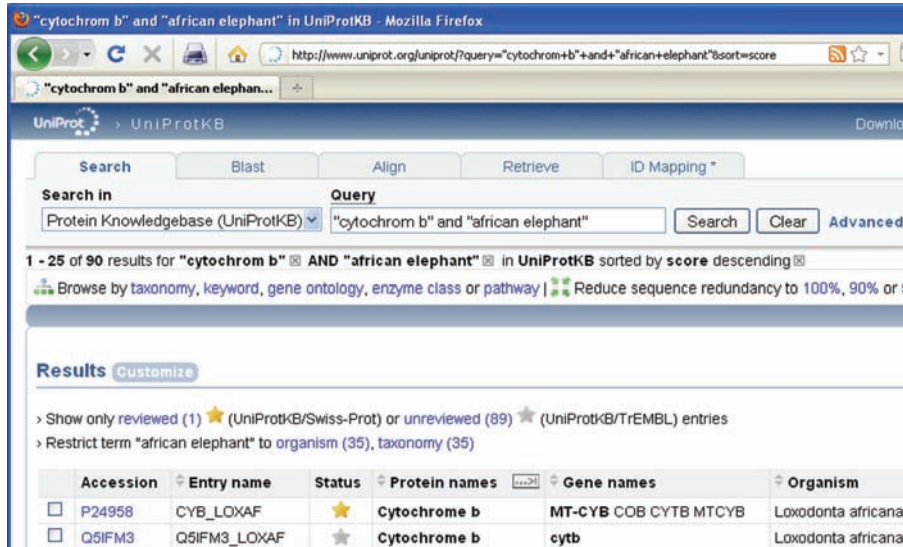 "cytochrom b" and "african elephant" in UniProtKB - Mozilla Firefox
http://www.uniprot.org/uniprot/?query="cytochrom+b"+and+"african+elephant"&sort=score
"cytochrom b" and "african elephan...
UniProt › UniProtKB
Search Blast Align Retrieve ID Mapping *
Search in Query
Protein Knowledgebase (UniProtKB) "cytochrom b" and "african elephant" Search Clear Advanced
1 - 25 of 90 results for "cytochrom b" AND "african elephant" in UniProtKB sorted by score descending
Browse by taxonomy, keyword, gene ontology, enzyme class or pathway | Reduce sequence redundancy to 100%, 90% or
Results Customize
› Show only reviewed (1) (UniProtKB/Swiss-Prot) or unreviewed (89) (UniProtKB/TrEMBL) entries
› Restrict term "african elephant" to organism (35), taxonomy (35)
Accession Entry name Status Protein names Gene names Organism
P24958 CYB_LOXAF Cytochrome b MT-CYB COB CYTB MTCYB Loxodonta africana
Q5IFM3 Q5IFM3_LOXAF Cytochrome b cytb Loxodonta africana